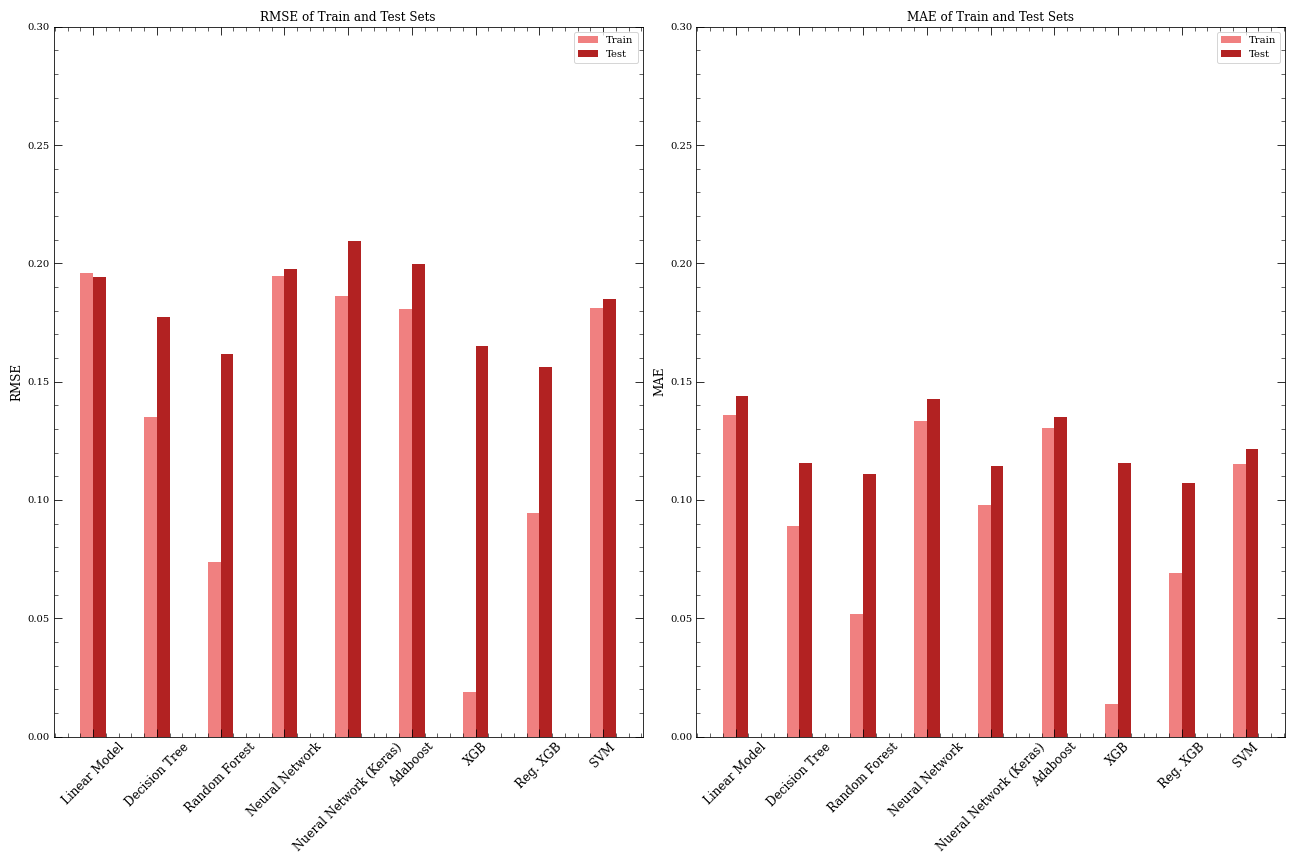 RMSE of Train and Test Sets
Train
Test
0.30
0.25
0.20
0.15
0.10
0.05
0.00
RMSE
Linear Model
Decision Tree
Random Forest
Neural Network
Nueral Network (Keras)
Adaboost
XGB
Reg. XGB
SVM
MAE of Train and Test Sets
Train
Test
0.30
0.25
0.20
0.15
0.10
0.05
0.00
MAE
Linear Model
Decision Tree
Random Forest
Neural Network
Nueral Network (Keras)
Adaboost
XGB
Reg. XGB
SVM